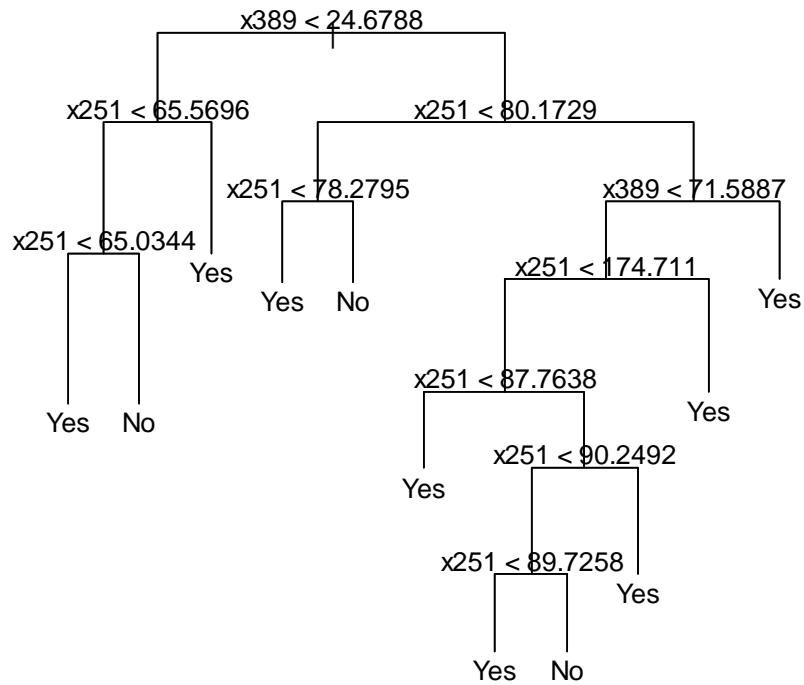 x389 < 24.6788
x251 < 65.5696
x251 < 80.1729
x251 < 78.2795
x389 < 71.5887
x251 < 65.0344
Yes
x251 < 174.711
Yes
No
Yes
Yes
No
x251 < 87.7638
Yes
x251 < 90.2492
Yes
x251 < 89.7258
Yes
Yes
No